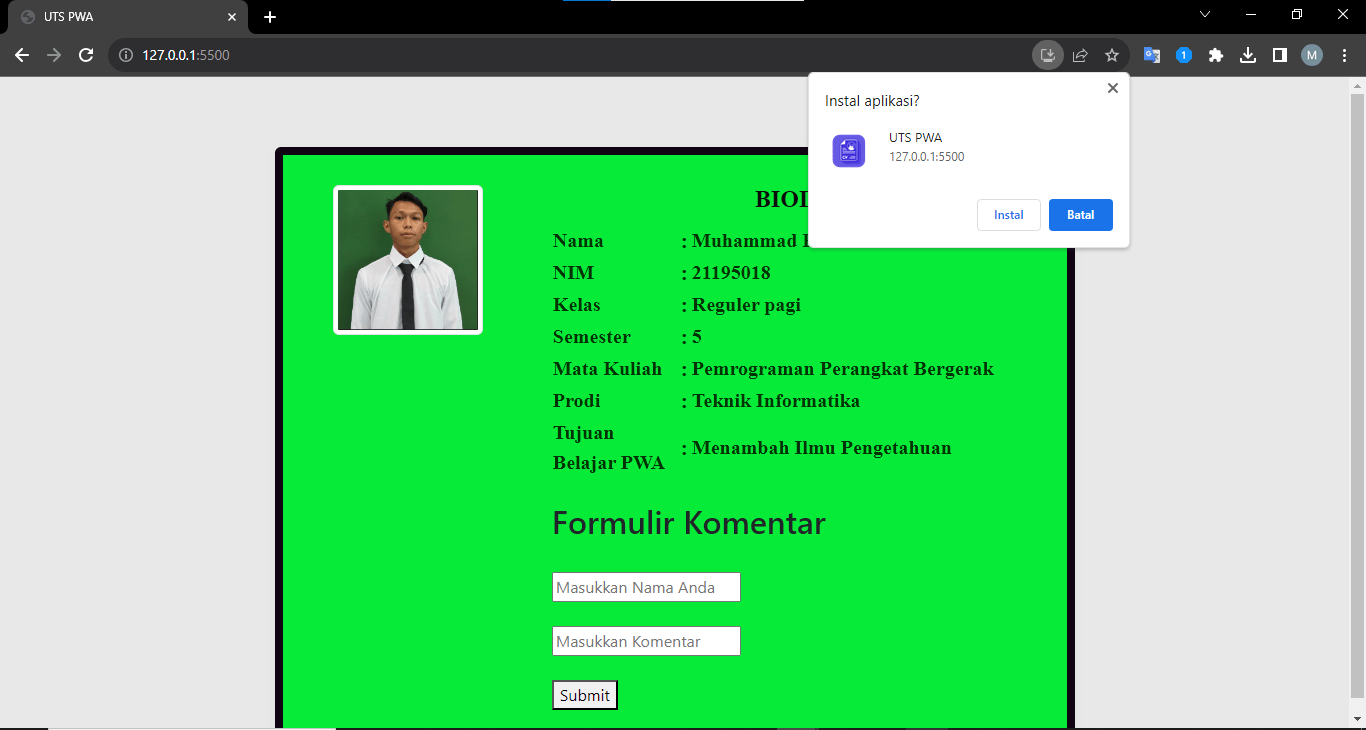 UTS PWA
127.0.0.1:5500
1
M
Instal aplikasi?
UTS PWA
127.0.0.1:5500
CV
Instal
Batal
Nama : Muhammad
NIM : 21195018
Kelas : Reguler pagi
Semester : 5
Mata Kuliah : Pemrograman Perangkat Bergerak
Prodi : Teknik Informatika
Tujuan
Belajar PWA : Menambah Ilmu Pengetahuan
Formulir Komentar
Masukkan Nama Anda
Masukkan Komentar
Submit